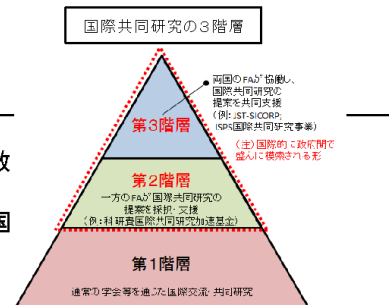 国際共同研究の３階層
両国のFAが協働し、
国際共同研究の
提案を共同支援
(例：JST-SICORP,
JSPS国際共同研究事業)
第3階層
(注)国際的に政府間で
盛んに模索される形
第2階層
一方のFAが国際共同研究の
提案を採択・支援
(例：科研費国際共同研究加速基金)
国
第1階層
通常の学会等を通じた国際交流・共同研究